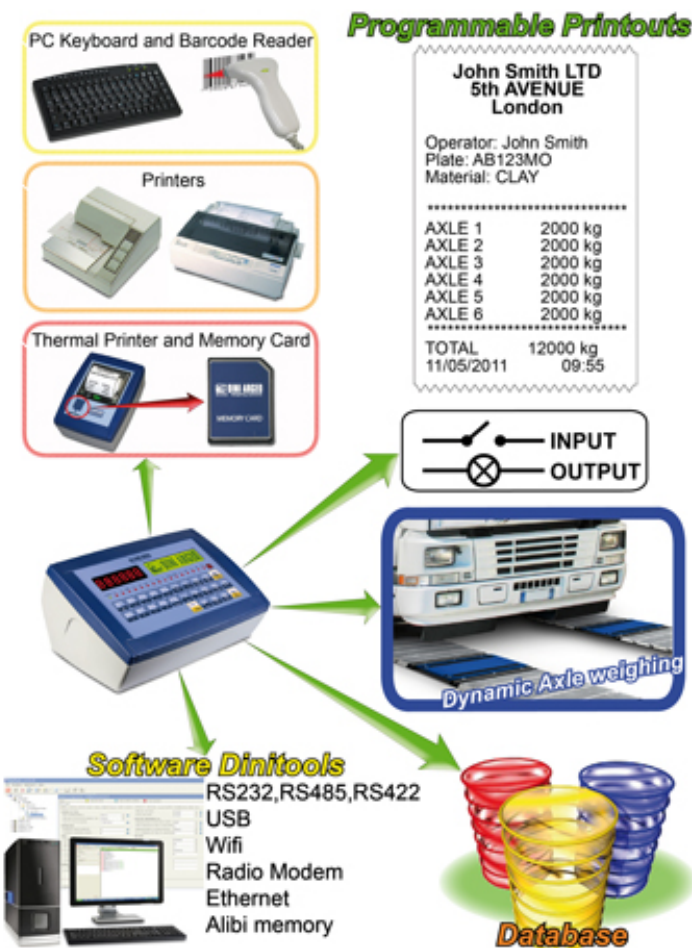 PC Keyboard and Barcode Reader
Printers
Thermal Printer and Memory Card
MEMORY CARD
Programmable Printouts
John Smith LTD
5th AVENUE
London
Operator: John Smith
Plate: AB123MO
Material: CLAY
******************************
AXLE 1 2000 kg
AXLE 2 2000 kg
AXLE 3 2000 kg
AXLE 4 2000 kg
AXLE 5 2000 kg
AXLE 6 2000 kg
******************************
TOTAL 12000 kg
11/05/2011 09:55
INPUT
OUTPUT
Dynamic Axle weighing
Software Dinitools
RS232,RS485,RS422
USB
Wifi
Radio Modem
Ethernet
Alibi memory
Database